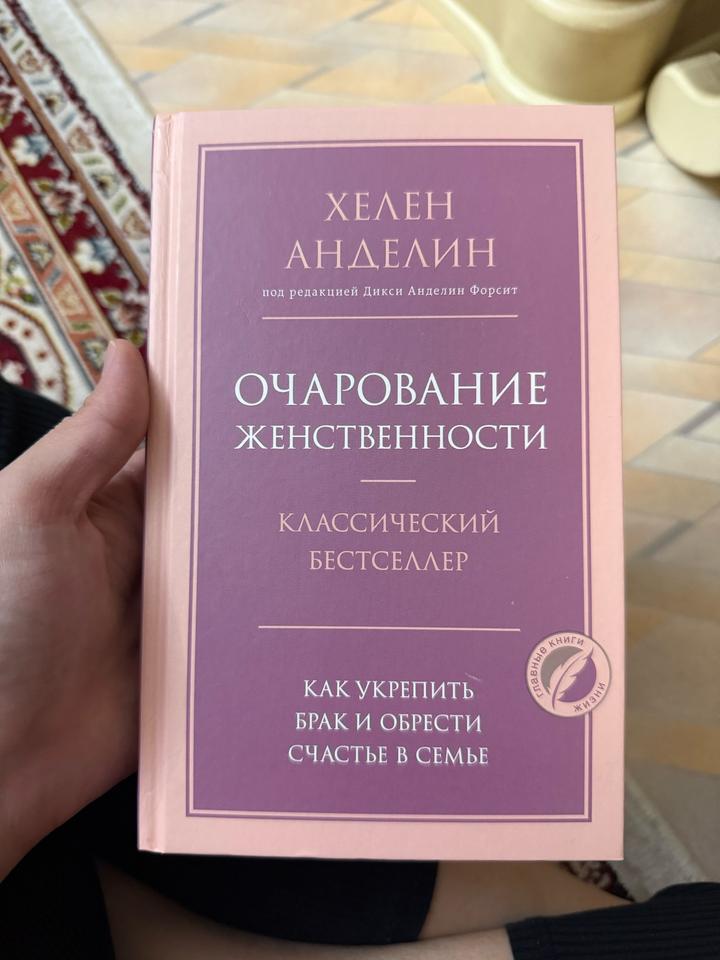 ХЕЛЕН
АНДЕЛИН
под редакцией Дикси Анделин Форсит
ОЧАРОВАНИЕ
ЖЕНСТВЕННОСТИ
КЛАССИЧЕСКИЙ
БЕСТСЕЛЛЕР
главные книги
жизни
КАК УКРЕПИТЬ
БРАК И ОБРЕСТИ
СЧАСТЬЕ В СЕМЬЕ